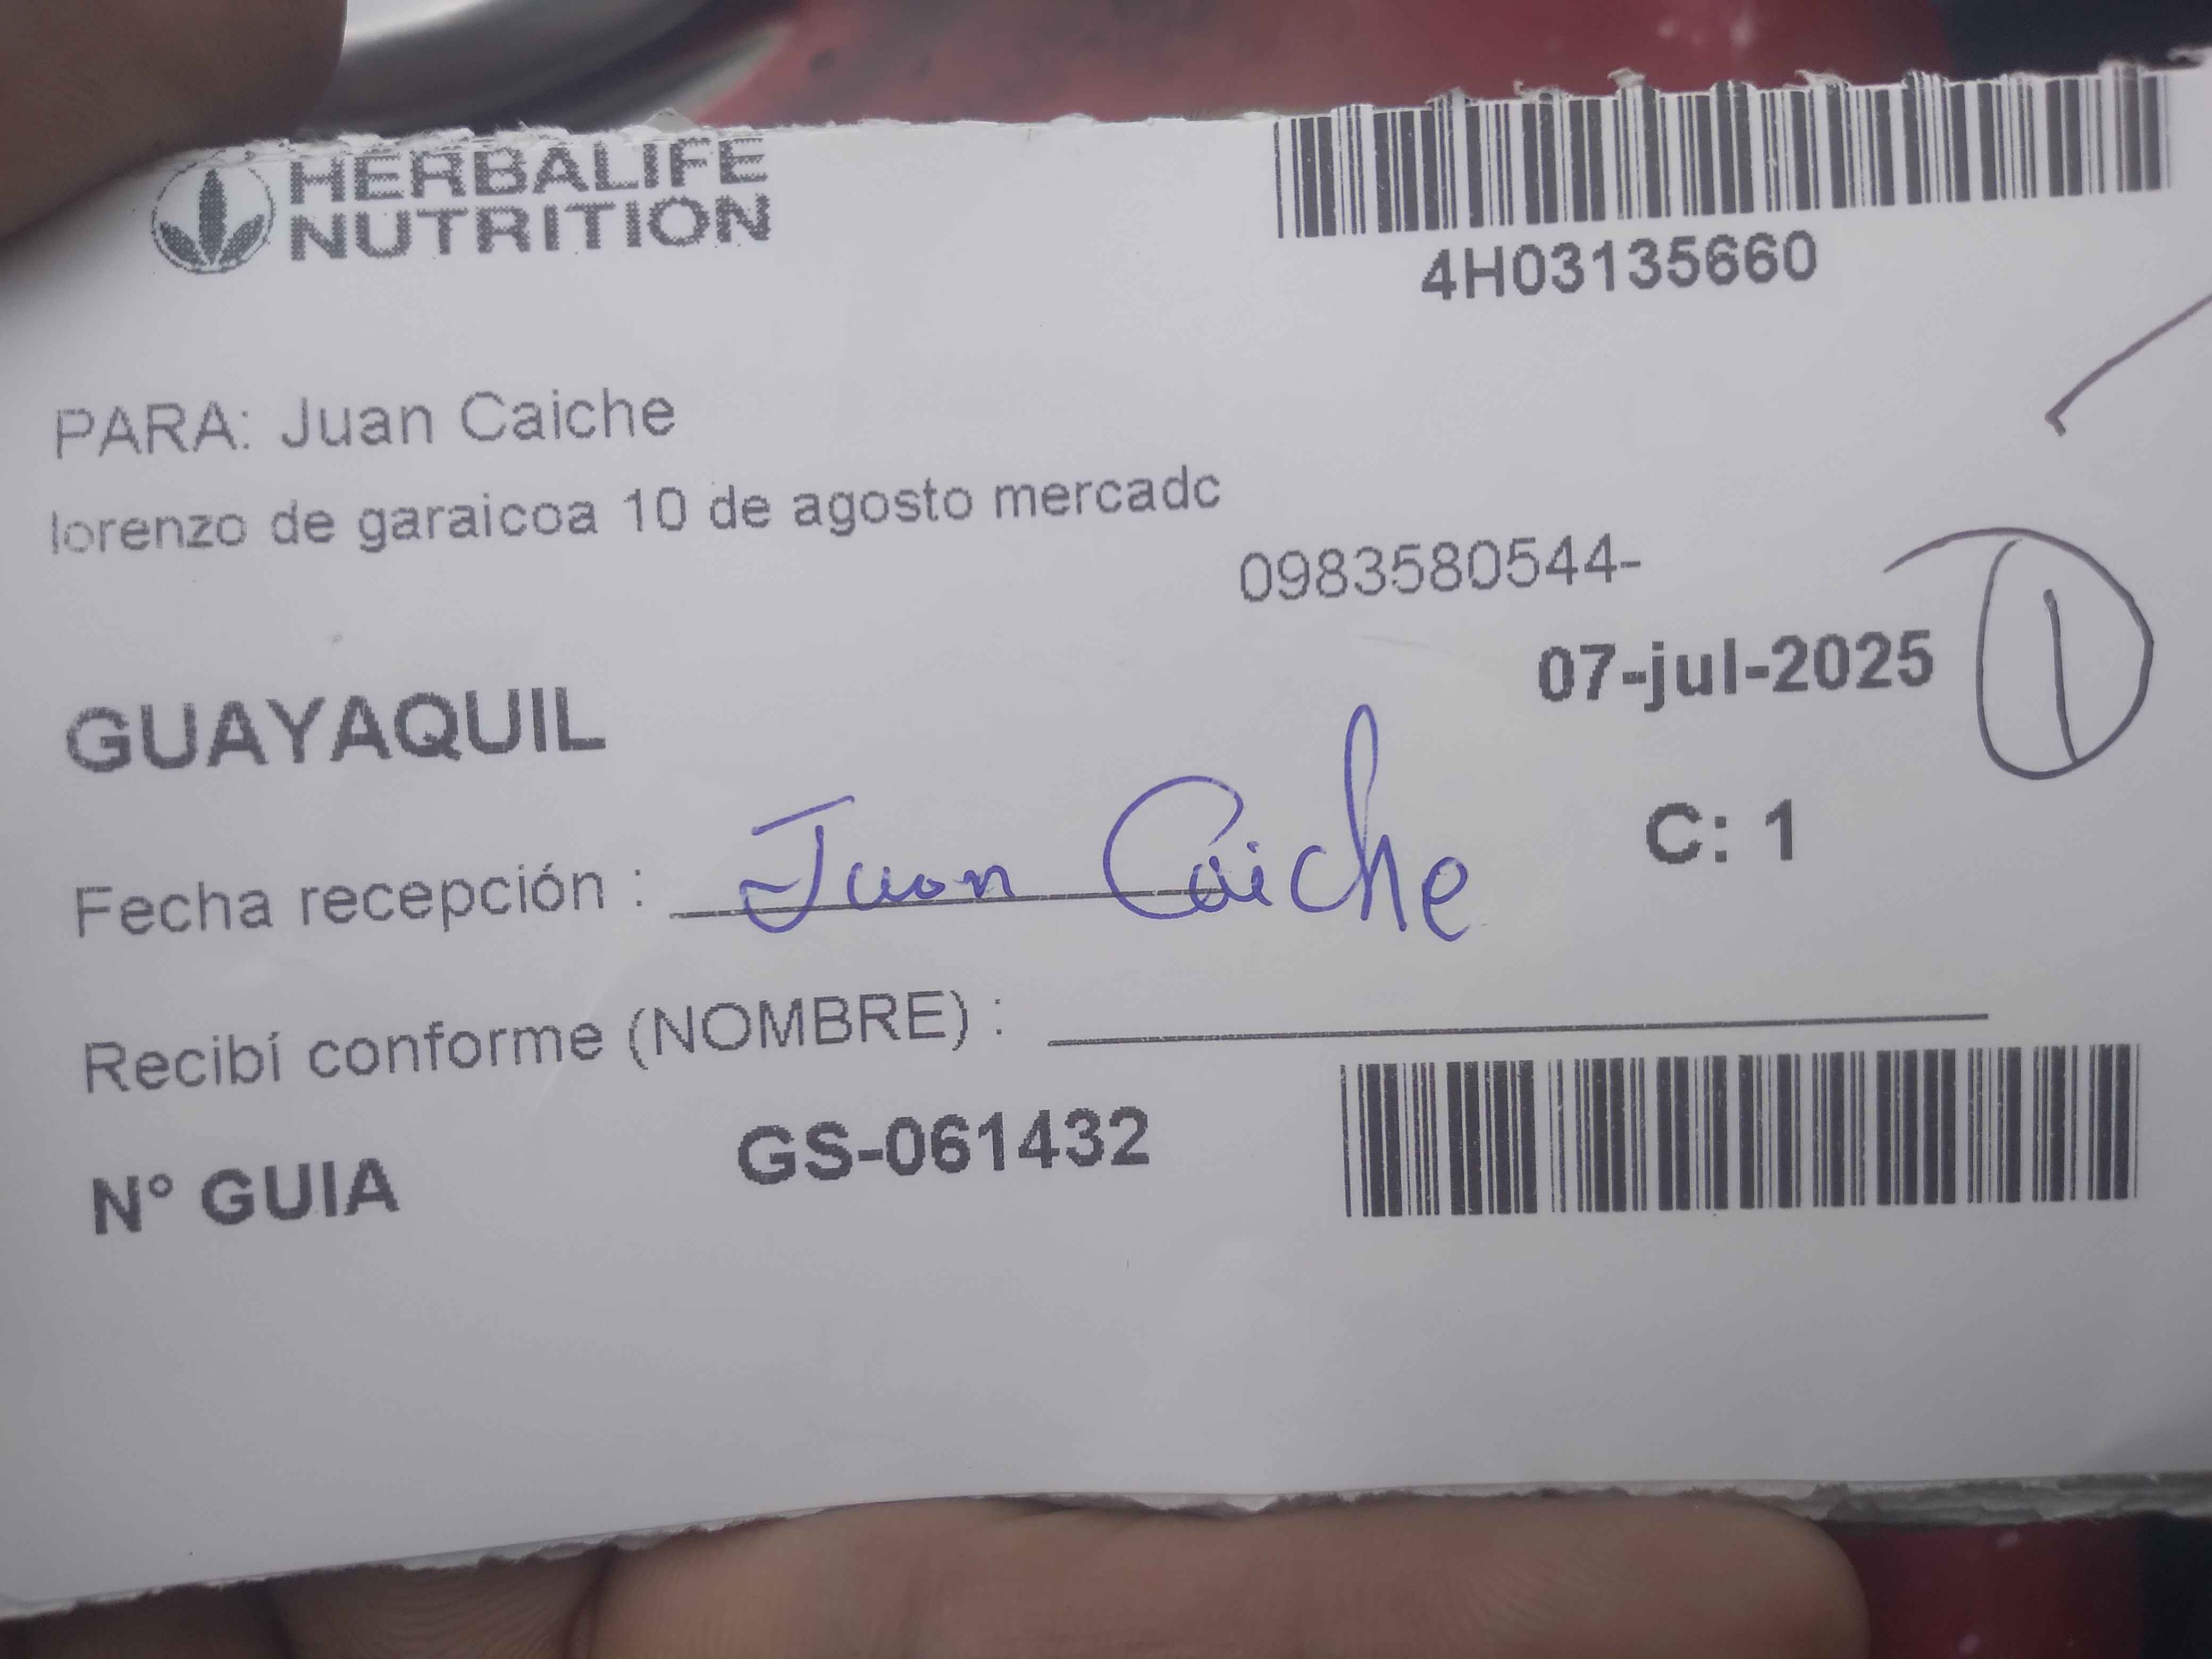 HERBALIFE
NUTRITION
4H03135660
PARA: Juan Caiche
lorenzo de garaicoa 10 de agosto mercadc
0983580544-
07-jul-2025
1
GUAYAQUIL
C: 1
Fecha recepción : Juan Caiche
Recibí conforme (NOMBRE) :
N° GUIA GS-061432